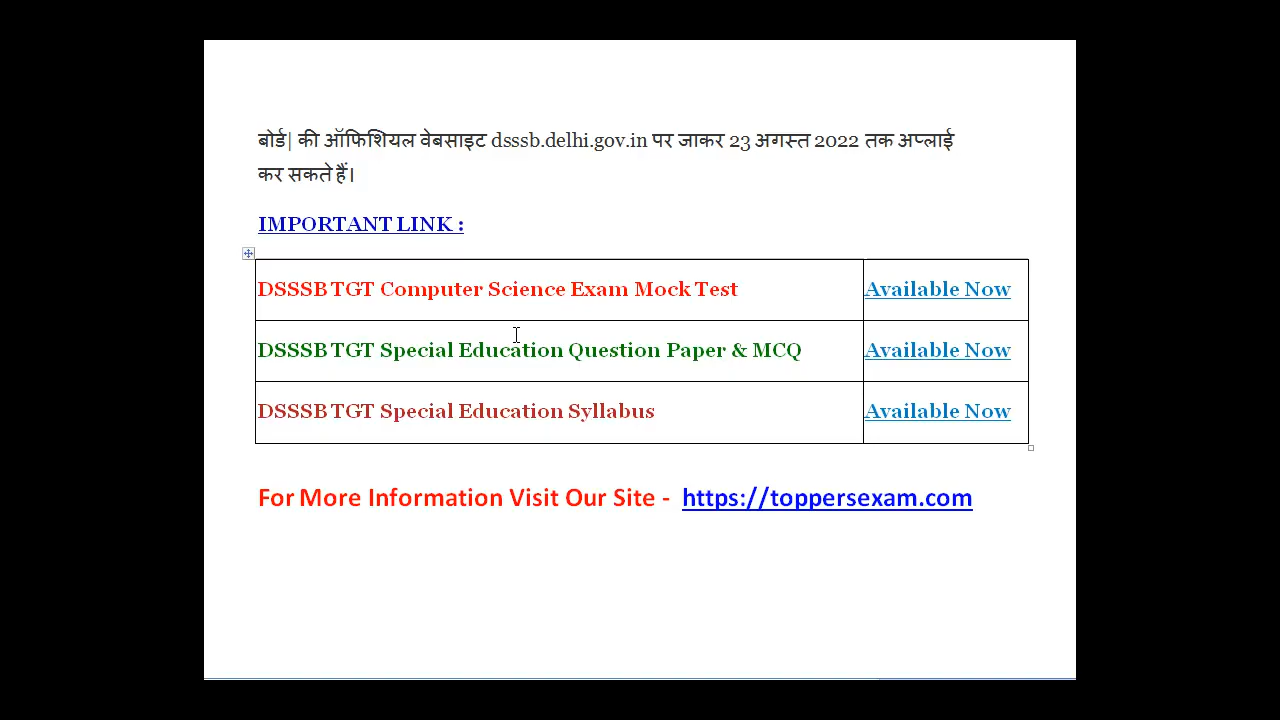 बोर्ड| की ऑफिशियल वेबसाइट dsssb.delhi.gov.in पर जाकर 23 अगस्त 2022 तक अप्लाई
कर सकते हैं।
IMPORTANT LINK :
DSSSB TGT Computer Science Exam Mock Test Available Now
DSSSB TGT Special Education Question Paper & MCQ Available Now
DSSSB TGT Special Education Syllabus Available Now
For More Information Visit Our Site - https://toppersexam.com